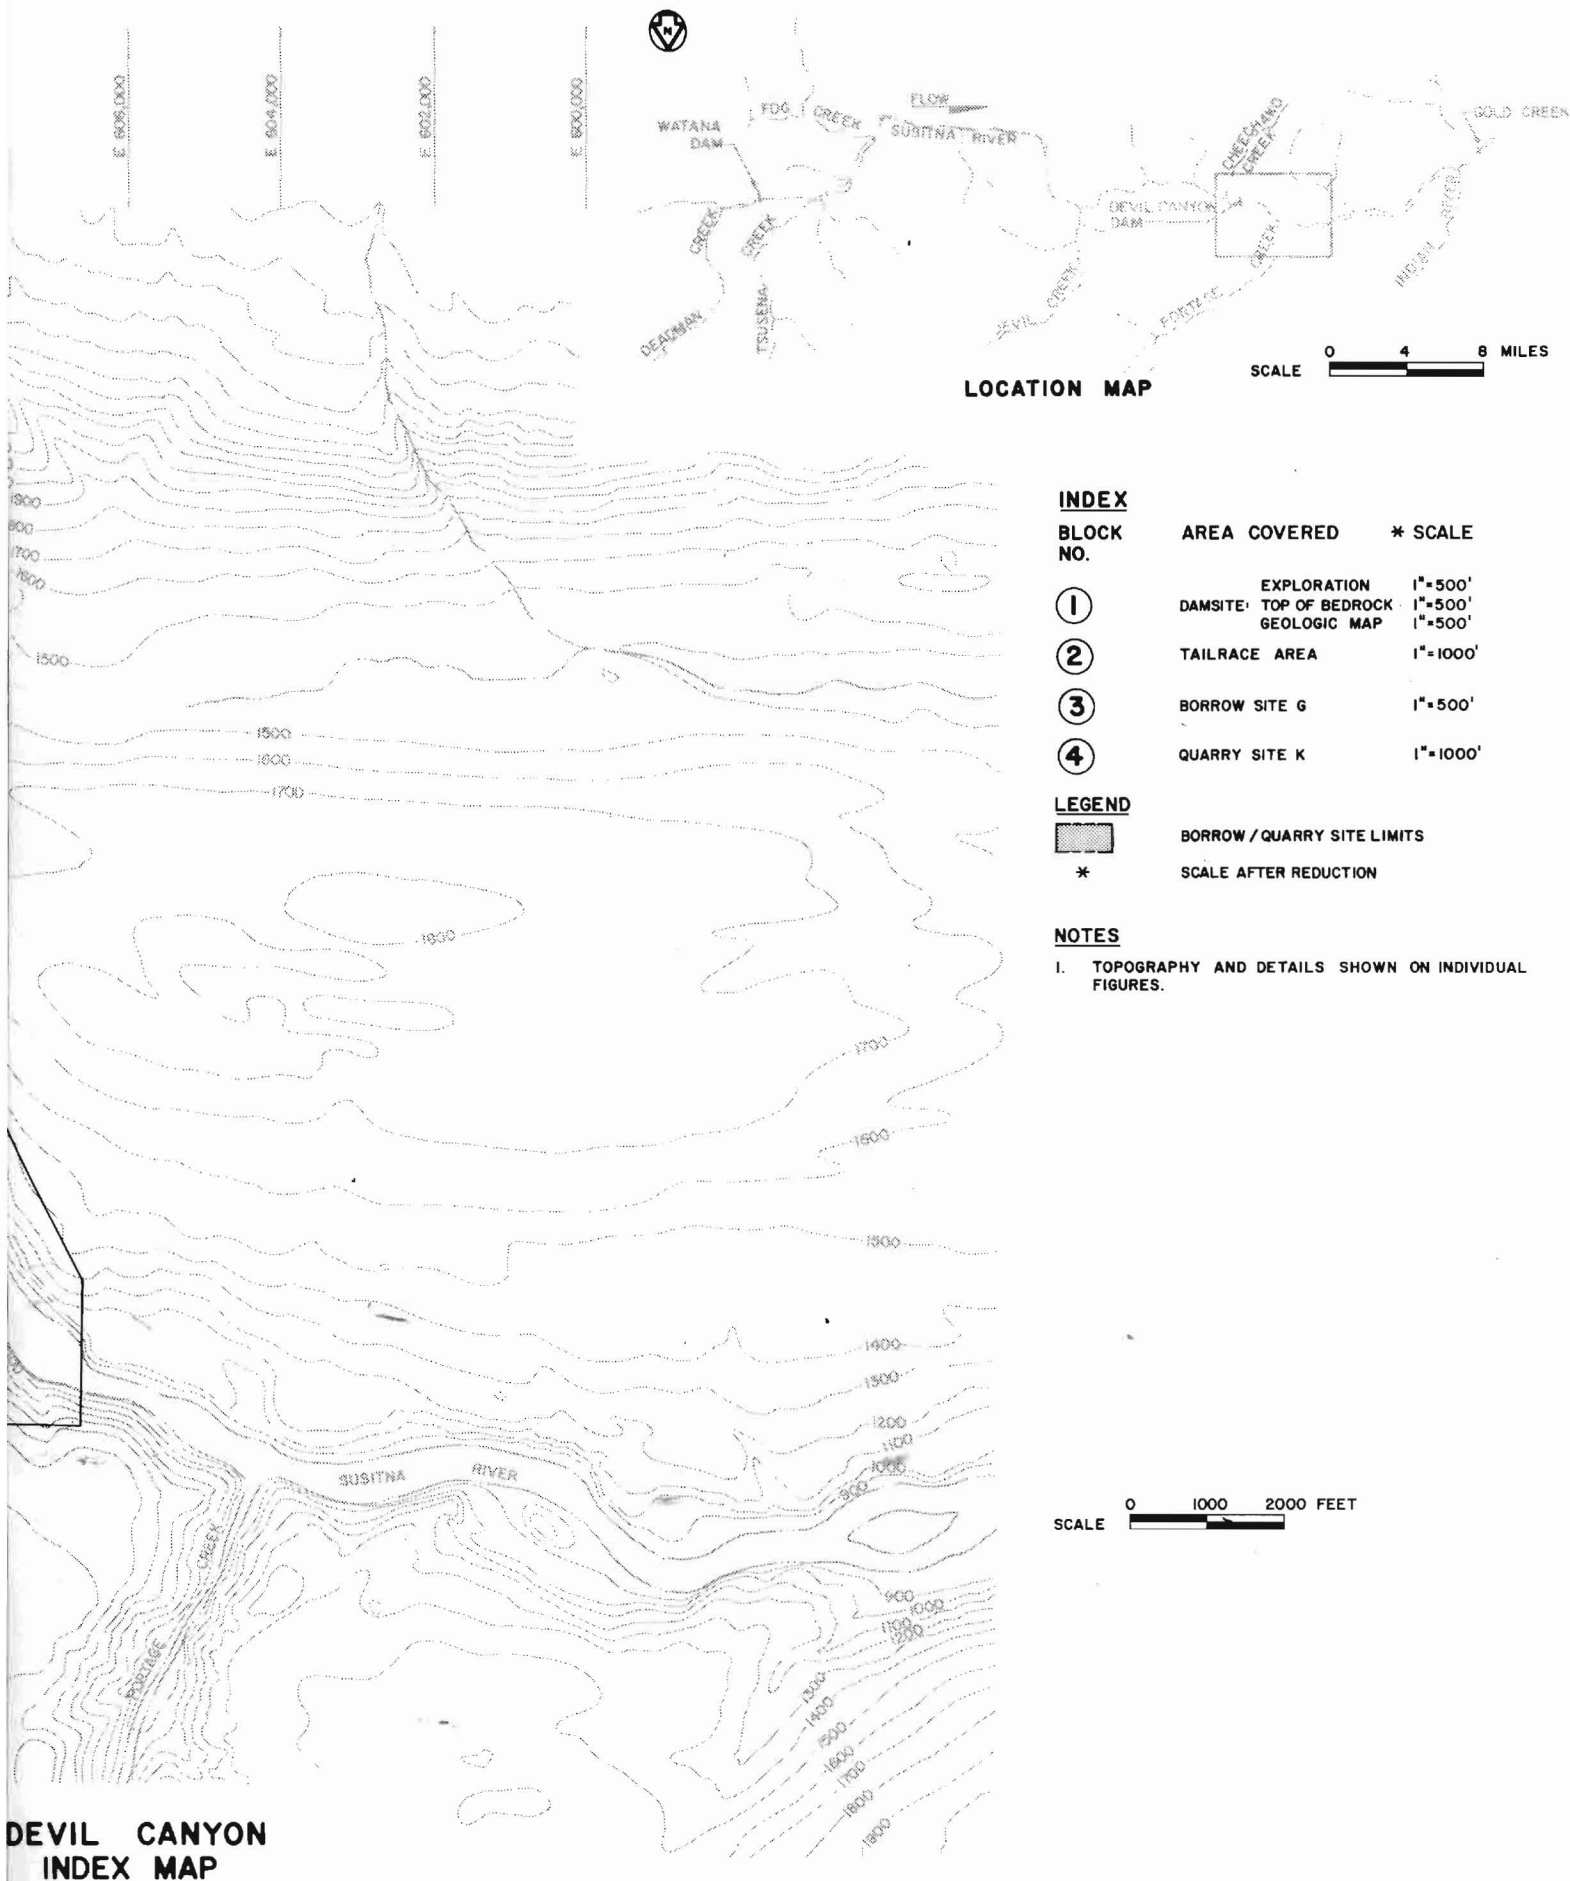 N
E 606,000
E 604,000
E 602,000
E 600,000
WATANA
DAM
FOG CREEK
FLOW
SUSITNA RIVER
CHEECHAKO
CREEK
GOLD CREEK
DEVIL CANYON
DAM
CREEK
CREEK
DEADMAN
TSUSENA
DEVIL CREEK
PORTAGE CREEK
INDIAN RIVER
0 4 8 MILES
SCALE
LOCATION MAP
INDEX
BLOCK
NO.
AREA COVERED * SCALE
1
EXPLORATION 1"=500'
DAMSITE: TOP OF BEDROCK 1"=500'
GEOLOGIC MAP 1"=500'
2 TAILRACE AREA 1"=1000'
3 BORROW SITE G 1"=500'
4 QUARRY SITE K 1"=1000'
LEGEND
BORROW / QUARRY SITE LIMITS
* SCALE AFTER REDUCTION
NOTES
1. TOPOGRAPHY AND DETAILS SHOWN ON INDIVIDUAL
FIGURES.
1900
1700
1600
1500
1500
1600
1700
1800
1700
1600
1500
1400
1300
1200
1100
1000
900
SUSITNA RIVER
PORTAGE CREEK
900
1000
1100
1200
1300
1400
1500
1600
1700
1800
0 1000 2000 FEET
SCALE
DEVIL CANYON
INDEX MAP